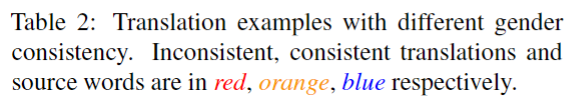 Table 2: Translation examples with different gender
consistency. Inconsistent, consistent translations and
source words are in red, orange, blue respectively.